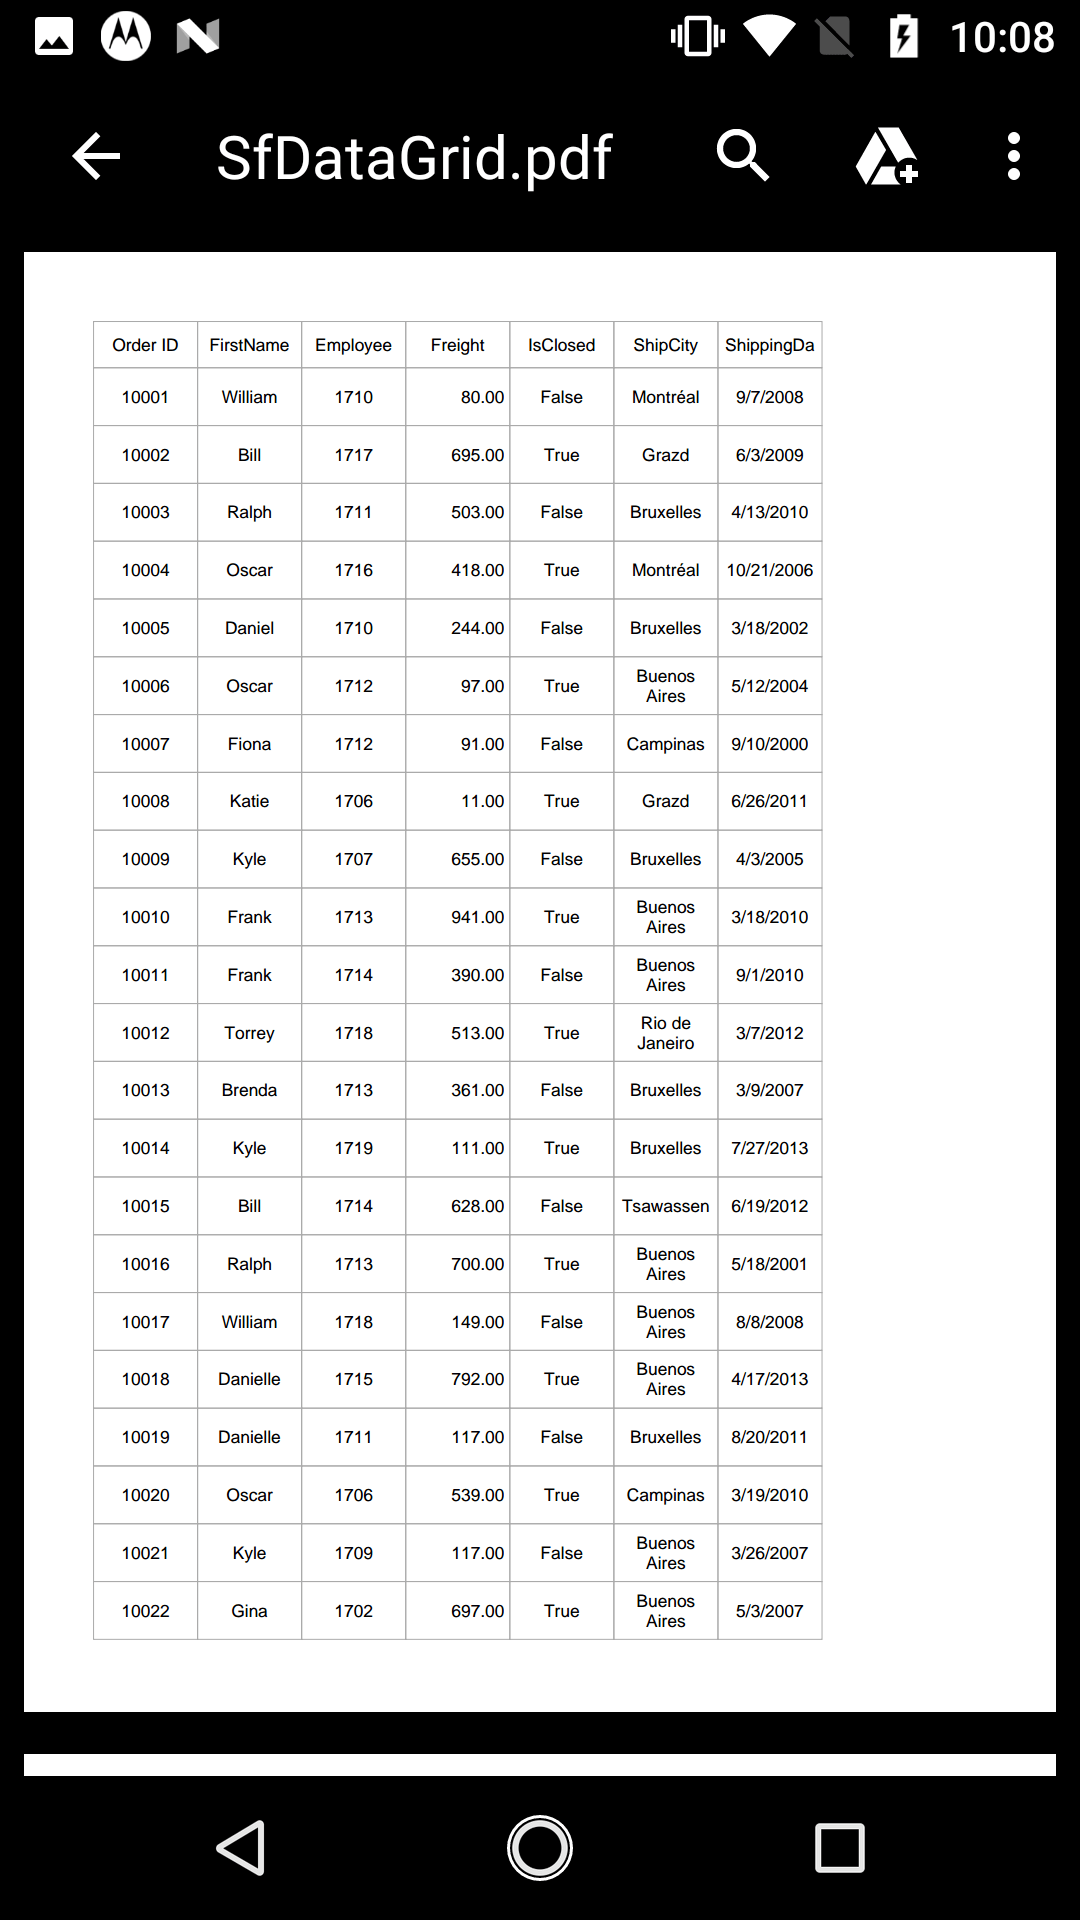 10:08
SfDataGrid.pdf
Order ID FirstName Employee Freight IsClosed ShipCity ShippingDa
10001 William 1710 80.00 False Montréal 9/7/2008
10002 Bill 1717 695.00 True Grazd 6/3/2009
10003 Ralph 1711 503.00 False Bruxelles 4/13/2010
10004 Oscar 1716 418.00 True Montréal 10/21/2006
10005 Daniel 1710 244.00 False Bruxelles 3/18/2002
10006 Oscar 1712 97.00 True Buenos Aires 5/12/2004
10007 Fiona 1712 91.00 False Campinas 9/10/2000
10008 Katie 1706 11.00 True Grazd 6/26/2011
10009 Kyle 1707 655.00 False Bruxelles 4/3/2005
10010 Frank 1713 941.00 True Buenos Aires 3/18/2010
10011 Frank 1714 390.00 False Buenos Aires 9/1/2010
10012 Torrey 1718 513.00 True Rio de Janeiro 3/7/2012
10013 Brenda 1713 361.00 False Bruxelles 3/9/2007
10014 Kyle 1719 111.00 True Bruxelles 7/27/2013
10015 Bill 1714 628.00 False Tsawassen 6/19/2012
10016 Ralph 1713 700.00 True Buenos Aires 5/18/2001
10017 William 1718 149.00 False Buenos Aires 8/8/2008
10018 Danielle 1715 792.00 True Buenos Aires 4/17/2013
10019 Danielle 1711 117.00 False Bruxelles 8/20/2011
10020 Oscar 1706 539.00 True Campinas 3/19/2010
10021 Kyle 1709 117.00 False Buenos Aires 3/26/2007
10022 Gina 1702 697.00 True Buenos Aires 5/3/2007